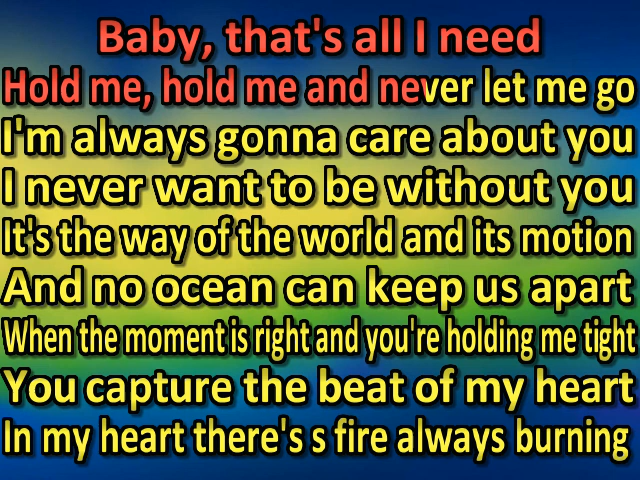 Baby, that's all I need
Hold me, hold me and never let me go
I'm always gonna care about you
I never want to be without you
It's the way of the world and its motion
And no ocean can keep us apart
When the moment is right and you're holding me tight
You capture the beat of my heart
In my heart there's s fire always burning